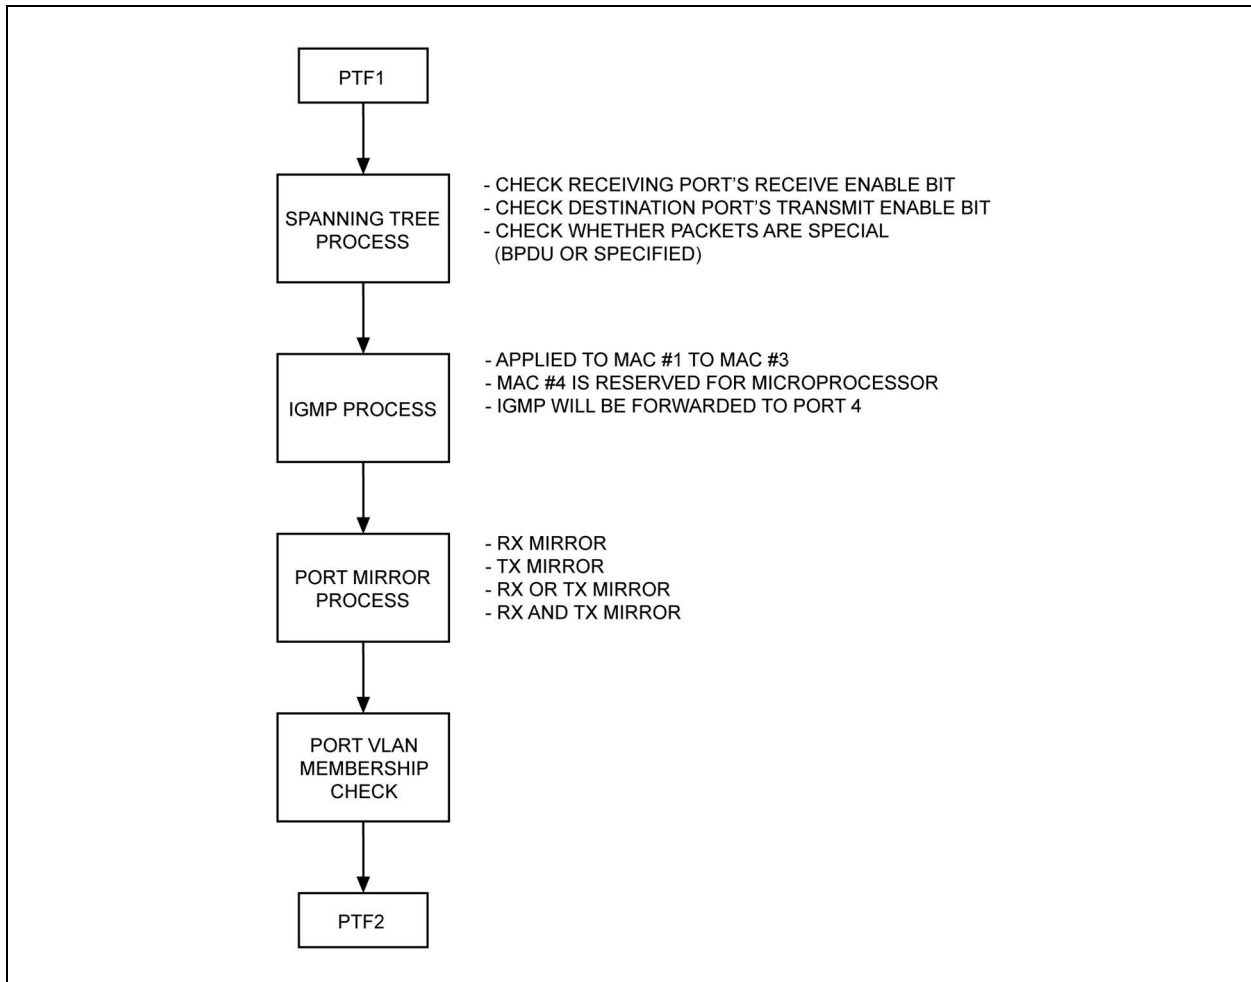 PTF1
SPANNING TREE
PROCESS
- CHECK RECEIVING PORT'S RECEIVE ENABLE BIT
- CHECK DESTINATION PORT'S TRANSMIT ENABLE BIT
- CHECK WHETHER PACKETS ARE SPECIAL
(BPDU OR SPECIFIED)
IGMP PROCESS
- APPLIED TO MAC #1 TO MAC #3
- MAC #4 IS RESERVED FOR MICROPROCESSOR
- IGMP WILL BE FORWARDED TO PORT 4
PORT MIRROR
PROCESS
- RX MIRROR
- TX MIRROR
- RX OR TX MIRROR
- RX AND TX MIRROR
PORT VLAN
MEMBERSHIP
CHECK
PTF2